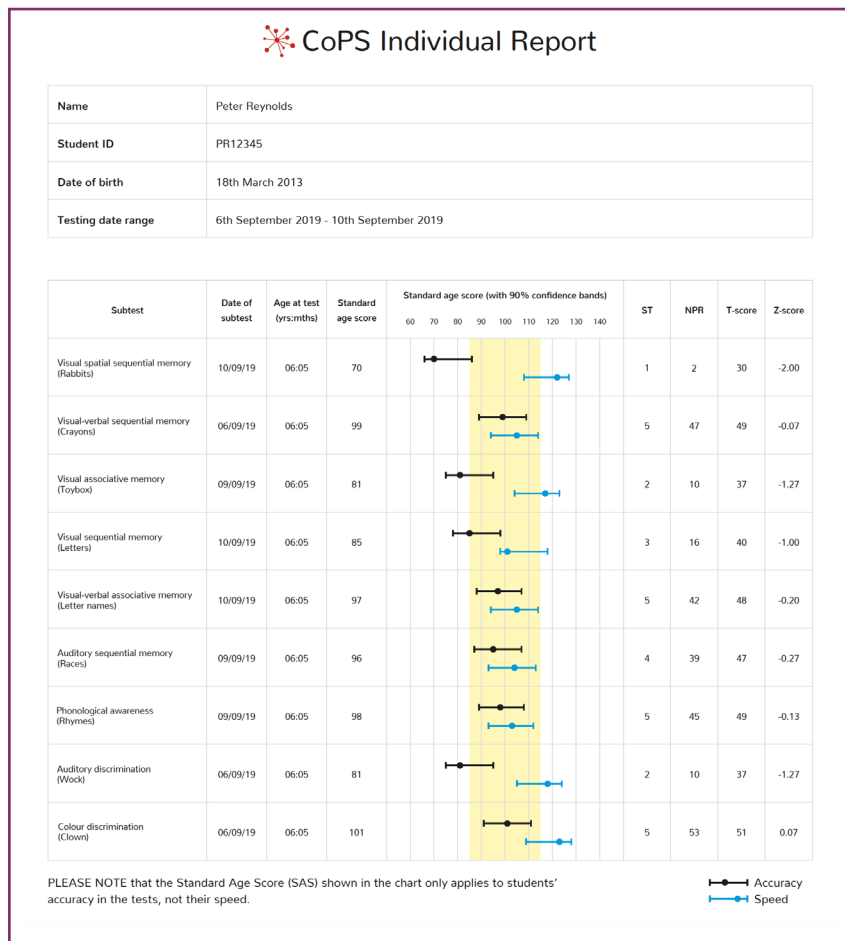 CoPS Individual Report
Name Peter Reynolds
Student ID PR12345
Date of birth 18th March 2013
Testing date range 6th September 2019 - 10th September 2019
Subtest Date of subtest Age at test (yrs:mths) Standard age score Standard age score (with 90% confidence bands) ST NPR T-score Z-score
60 70 80 90 100 110 120 130 140
Visual spatial sequential memory (Rabbits) 10/09/19 06:05 70 1 2 30 -2.00
Visual-verbal sequential memory (Crayons) 06/09/19 06:05 99 5 47 49 -0.07
Visual associative memory (Toybox) 09/09/19 06:05 81 2 10 37 -1.27
Visual sequential memory (Letters) 10/09/19 06:05 85 3 16 40 -1.00
Visual-verbal associative memory (Letter names) 10/09/19 06:05 97 5 42 48 -0.20
Auditory sequential memory (Races) 09/09/19 06:05 96 4 39 47 -0.27
Phonological awareness (Rhymes) 09/09/19 06:05 98 5 45 49 -0.13
Auditory discrimination (Wock) 06/09/19 06:05 81 2 10 37 -1.27
Colour discrimination (Clown) 06/09/19 06:05 101 5 53 51 0.07
PLEASE NOTE that the Standard Age Score (SAS) shown in the chart only applies to students'
accuracy in the tests, not their speed.
Accuracy
Speed